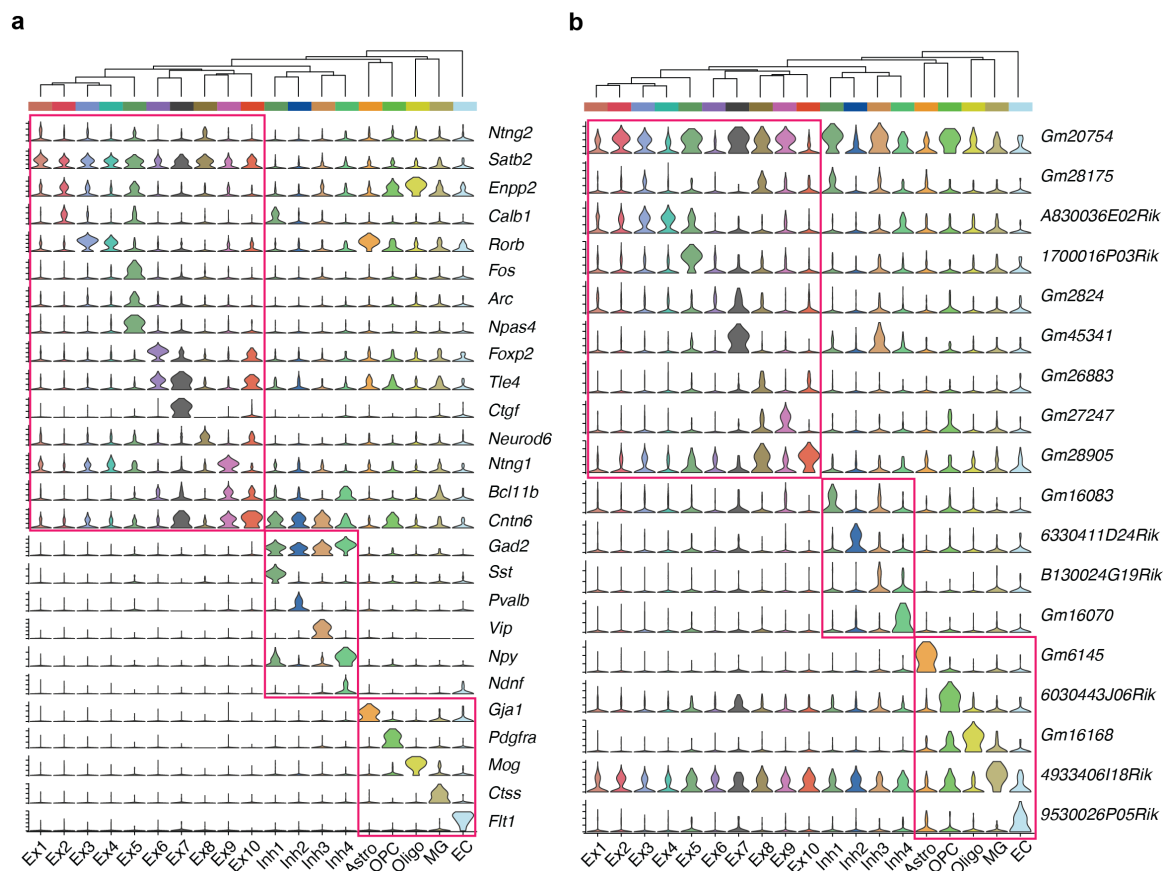 a
Ntng2
Satb2
Enpp2
Calb1
Rorb
Fos
Arc
Npas4
Foxp2
Tle4
Ctgf
Neurod6
Ntng1
Bcl11b
Cntn6
Gad2
Sst
Pvalb
Vip
Npy
Ndnf
Gja1
Pdgfra
Mog
Ctss
Flt1
Ex1 Ex2 Ex3 Ex4 Ex5 Ex6 Ex7 Ex8 Ex9 Ex10 Inh1 Inh2 Inh3 Inh4 Astro OPC Oligo MG EC
b
Gm20754
Gm28175
A830036E02Rik
1700016P03Rik
Gm2824
Gm45341
Gm26883
Gm27247
Gm28905
Gm16083
6330411D24Rik
B130024G19Rik
Gm16070
Gm6145
6030443J06Rik
Gm16168
4933406I18Rik
9530026P05Rik
Ex1 Ex2 Ex3 Ex4 Ex5 Ex6 Ex7 Ex8 Ex9 Ex10 Inh1 Inh2 Inh3 Inh4 Astro OPC Oligo MG EC